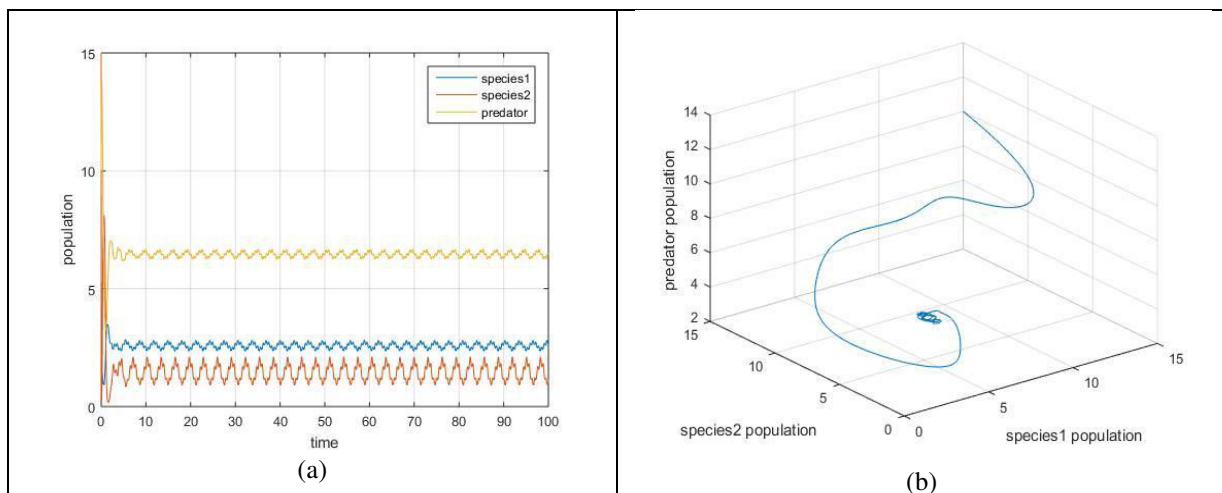 15
10
5
0
population
species1
species2
predator
0 10 20 30 40 50 60 70 80 90 100
time
(a)
14
12
10
8
6
4
2
predator population
15
10
5
0
species2 population
0
5
10
15
species1 population
(b)